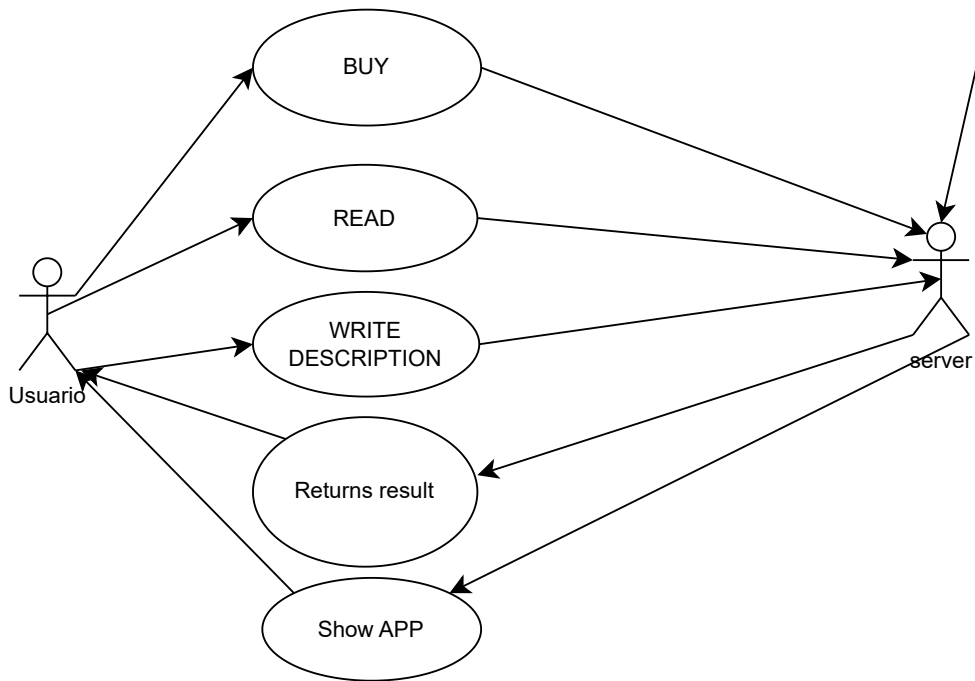 BUY
READ
WRITE
DESCRIPTION
Usuario
server
Returns result
Show APP